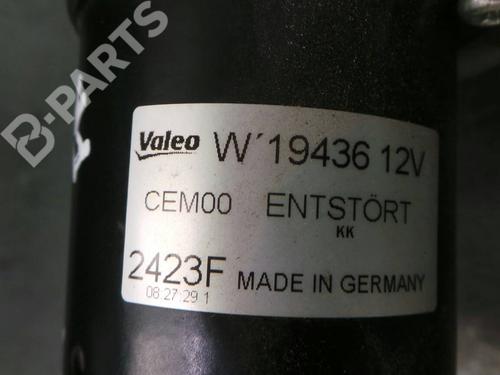 B-PARTS
Valeo W´19436 12V
CEM00 ENTSTÖRT
KK
2423F MADE IN GERMANY
08:27:29 1